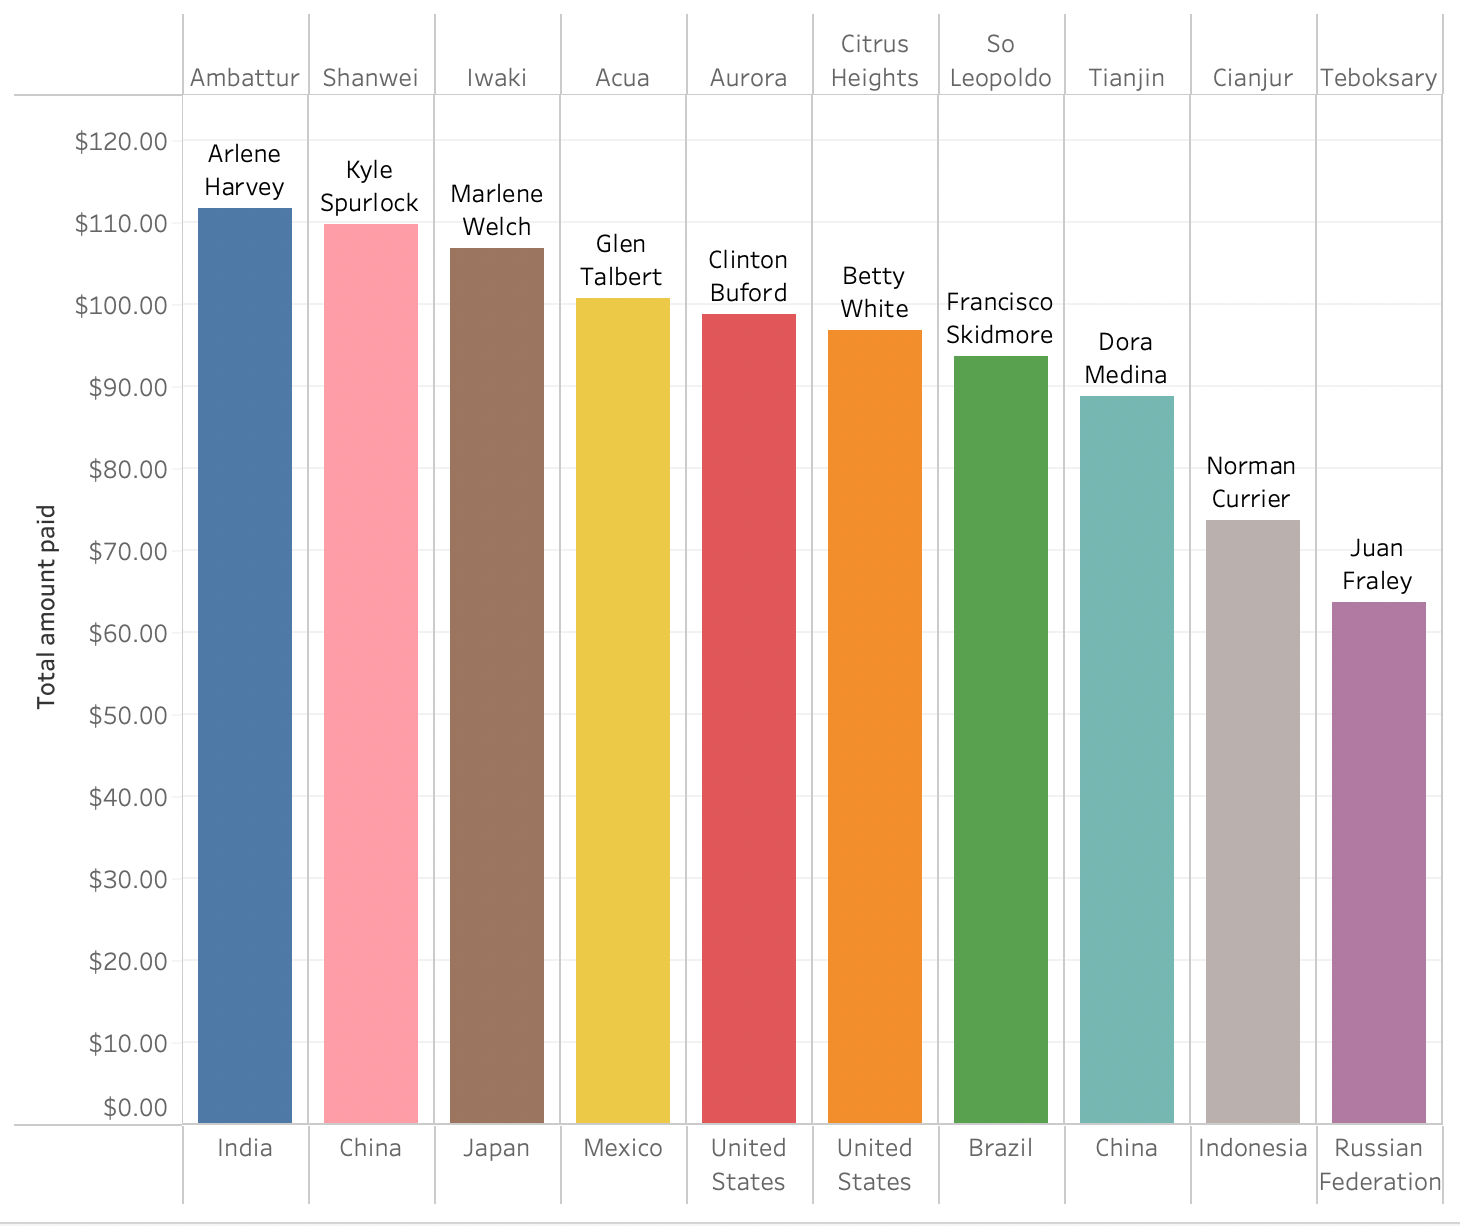 Citrus So
Ambattur Shanwei Iwaki Acua Aurora Heights Leopoldo Tianjin Cianjur Teboksary
$120.00
Arlene
Harvey
Kyle
Spurlock
Marlene
Welch
$110.00
Glen
Talbert
Clinton
Buford
Betty
White
Francisco
Skidmore
$100.00
Dora
Medina
$90.00
$80.00
Norman
Currier
$70.00
Juan
Fraley
$60.00
$50.00
$40.00
$30.00
$20.00
$10.00
$0.00
Total amount paid
India China Japan Mexico United United Brazil China Indonesia Russian
States States Federation